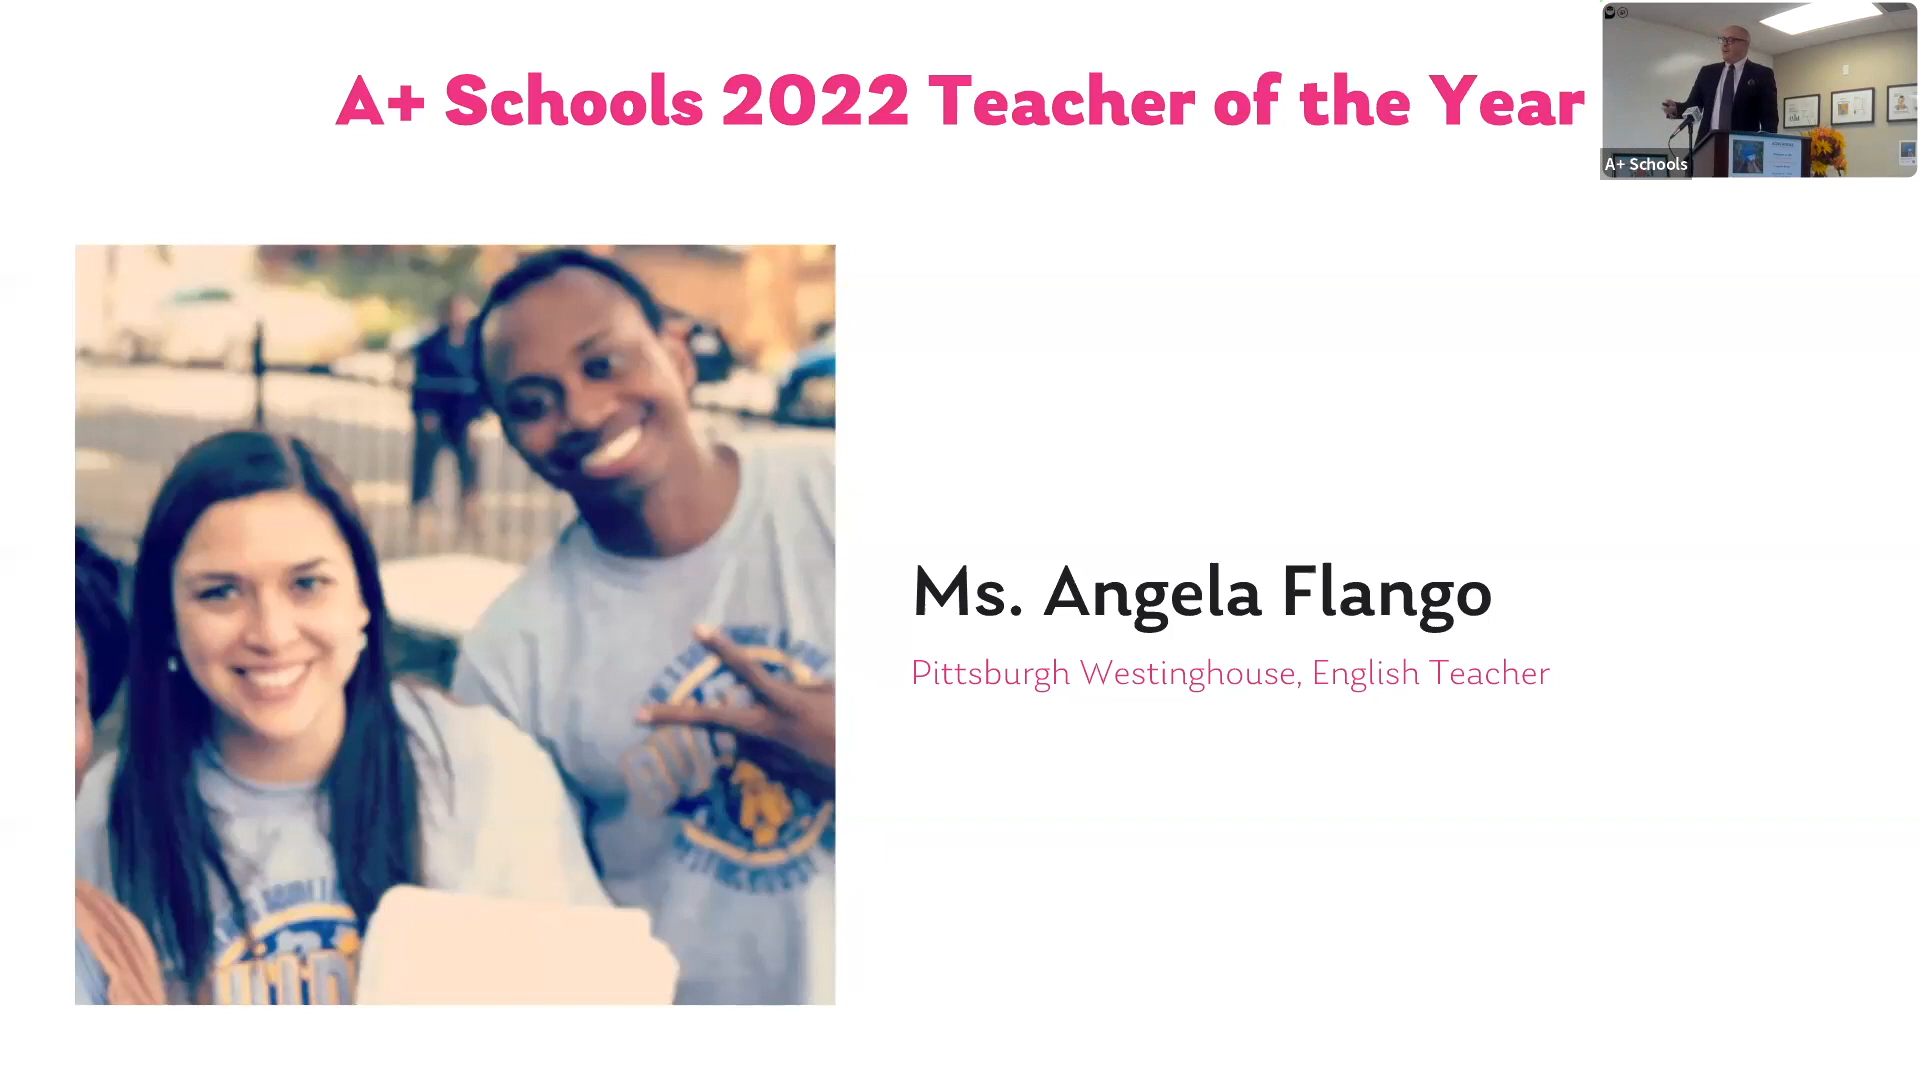 A+ Schools 2022 Teacher of the Year
A+ Schools
Ms. Angela Flango
Pittsburgh Westinghouse, English Teacher